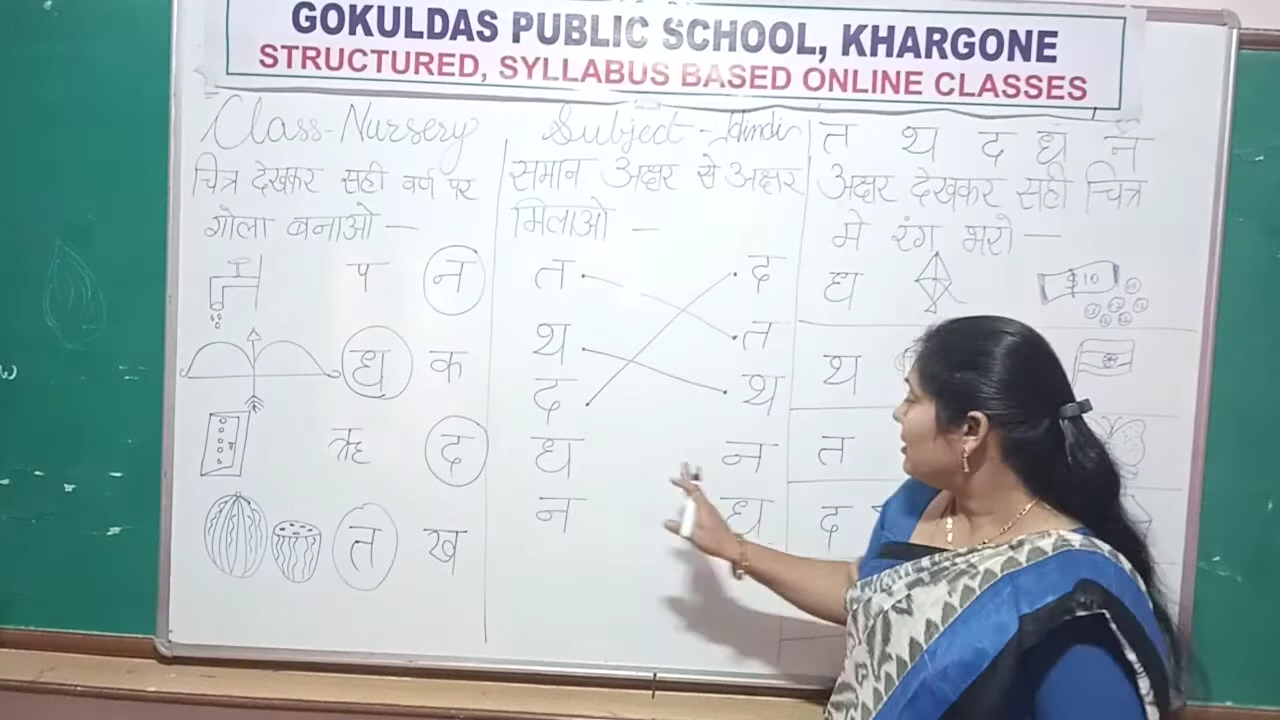 GOKULDAS PUBLIC SCHOOL, KHARGONE
STRUCTURED, SYLLABUS BASED ONLINE CLASSES
Class-Nursery Subject-Hindi
चित्र देखकर सही वर्ण पर
गोला बनाओ —
प न
ध क
ऋ द
त ख
समान अक्षर से अक्षर
मिलाओ —
त द
थ त
द थ
ध न
न ध
त थ द ध न
अक्षर देखकर सही चित्र
मे रंग भरो —
ध
$10
थ
त
द